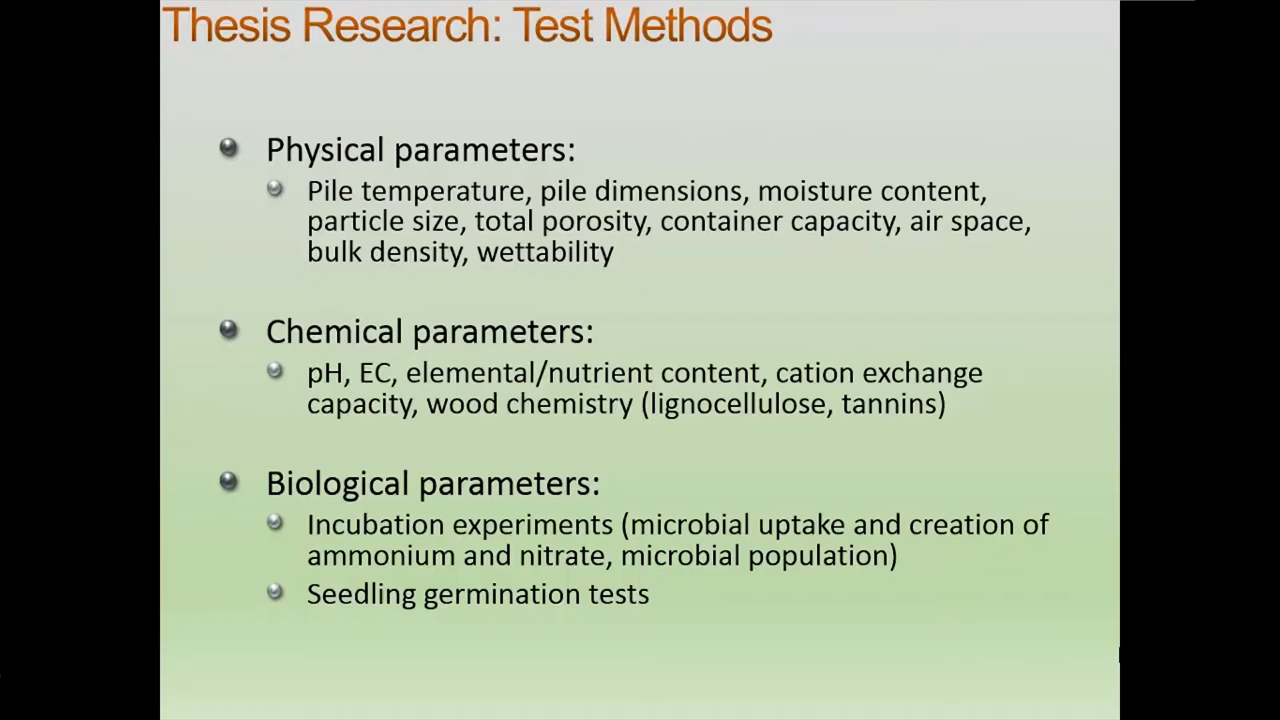 Thesis Research: Test Methods
Physical parameters:
Pile temperature, pile dimensions, moisture content,
particle size, total porosity, container capacity, air space,
bulk density, wettability
Chemical parameters:
pH, EC, elemental/nutrient content, cation exchange
capacity, wood chemistry (lignocellulose, tannins)
Biological parameters:
Incubation experiments (microbial uptake and creation of
ammonium and nitrate, microbial population)
Seedling germination tests